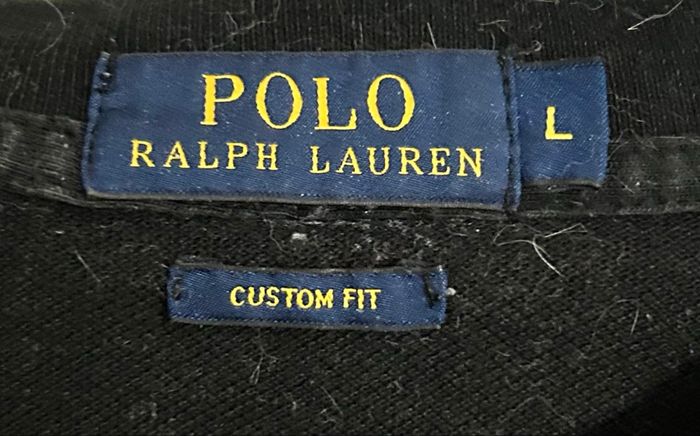 POLO
RALPH LAUREN
L
CUSTOM FIT